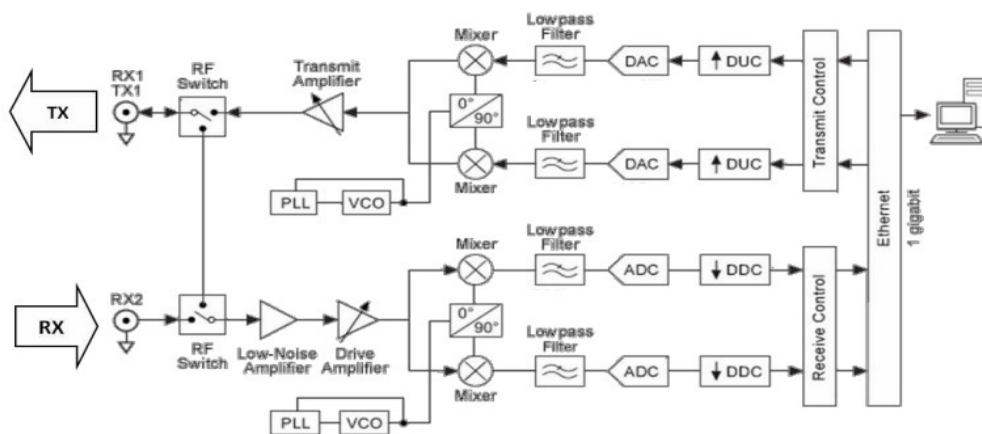 TX
RX1
TX1
RF
Switch
Transmit
Amplifier
Mixer
0°
90°
Mixer
PLL
VCO
Lowpass
Filter
DAC
DUC
Lowpass
Filter
DAC
DUC
Transmit Control
Ethernet
1 gigabit
RX
RX2
RF
Switch
Low-Noise
Amplifier
Drive
Amplifier
Mixer
0°
90°
Mixer
PLL
VCO
Lowpass
Filter
ADC
DDC
Lowpass
Filter
ADC
DDC
Receive Control